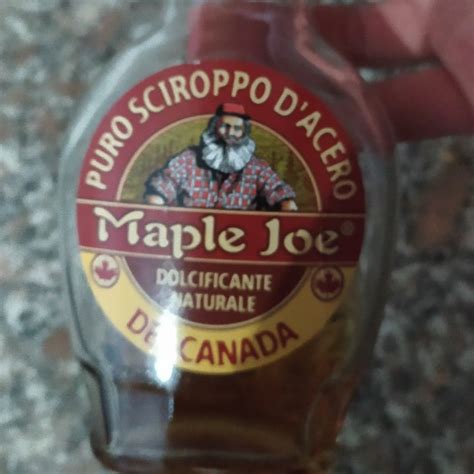 PURO SCIROPPO D'ACERO
Maple Joe®
DOLCIFICANTE
NATURALE
DEL CANADA